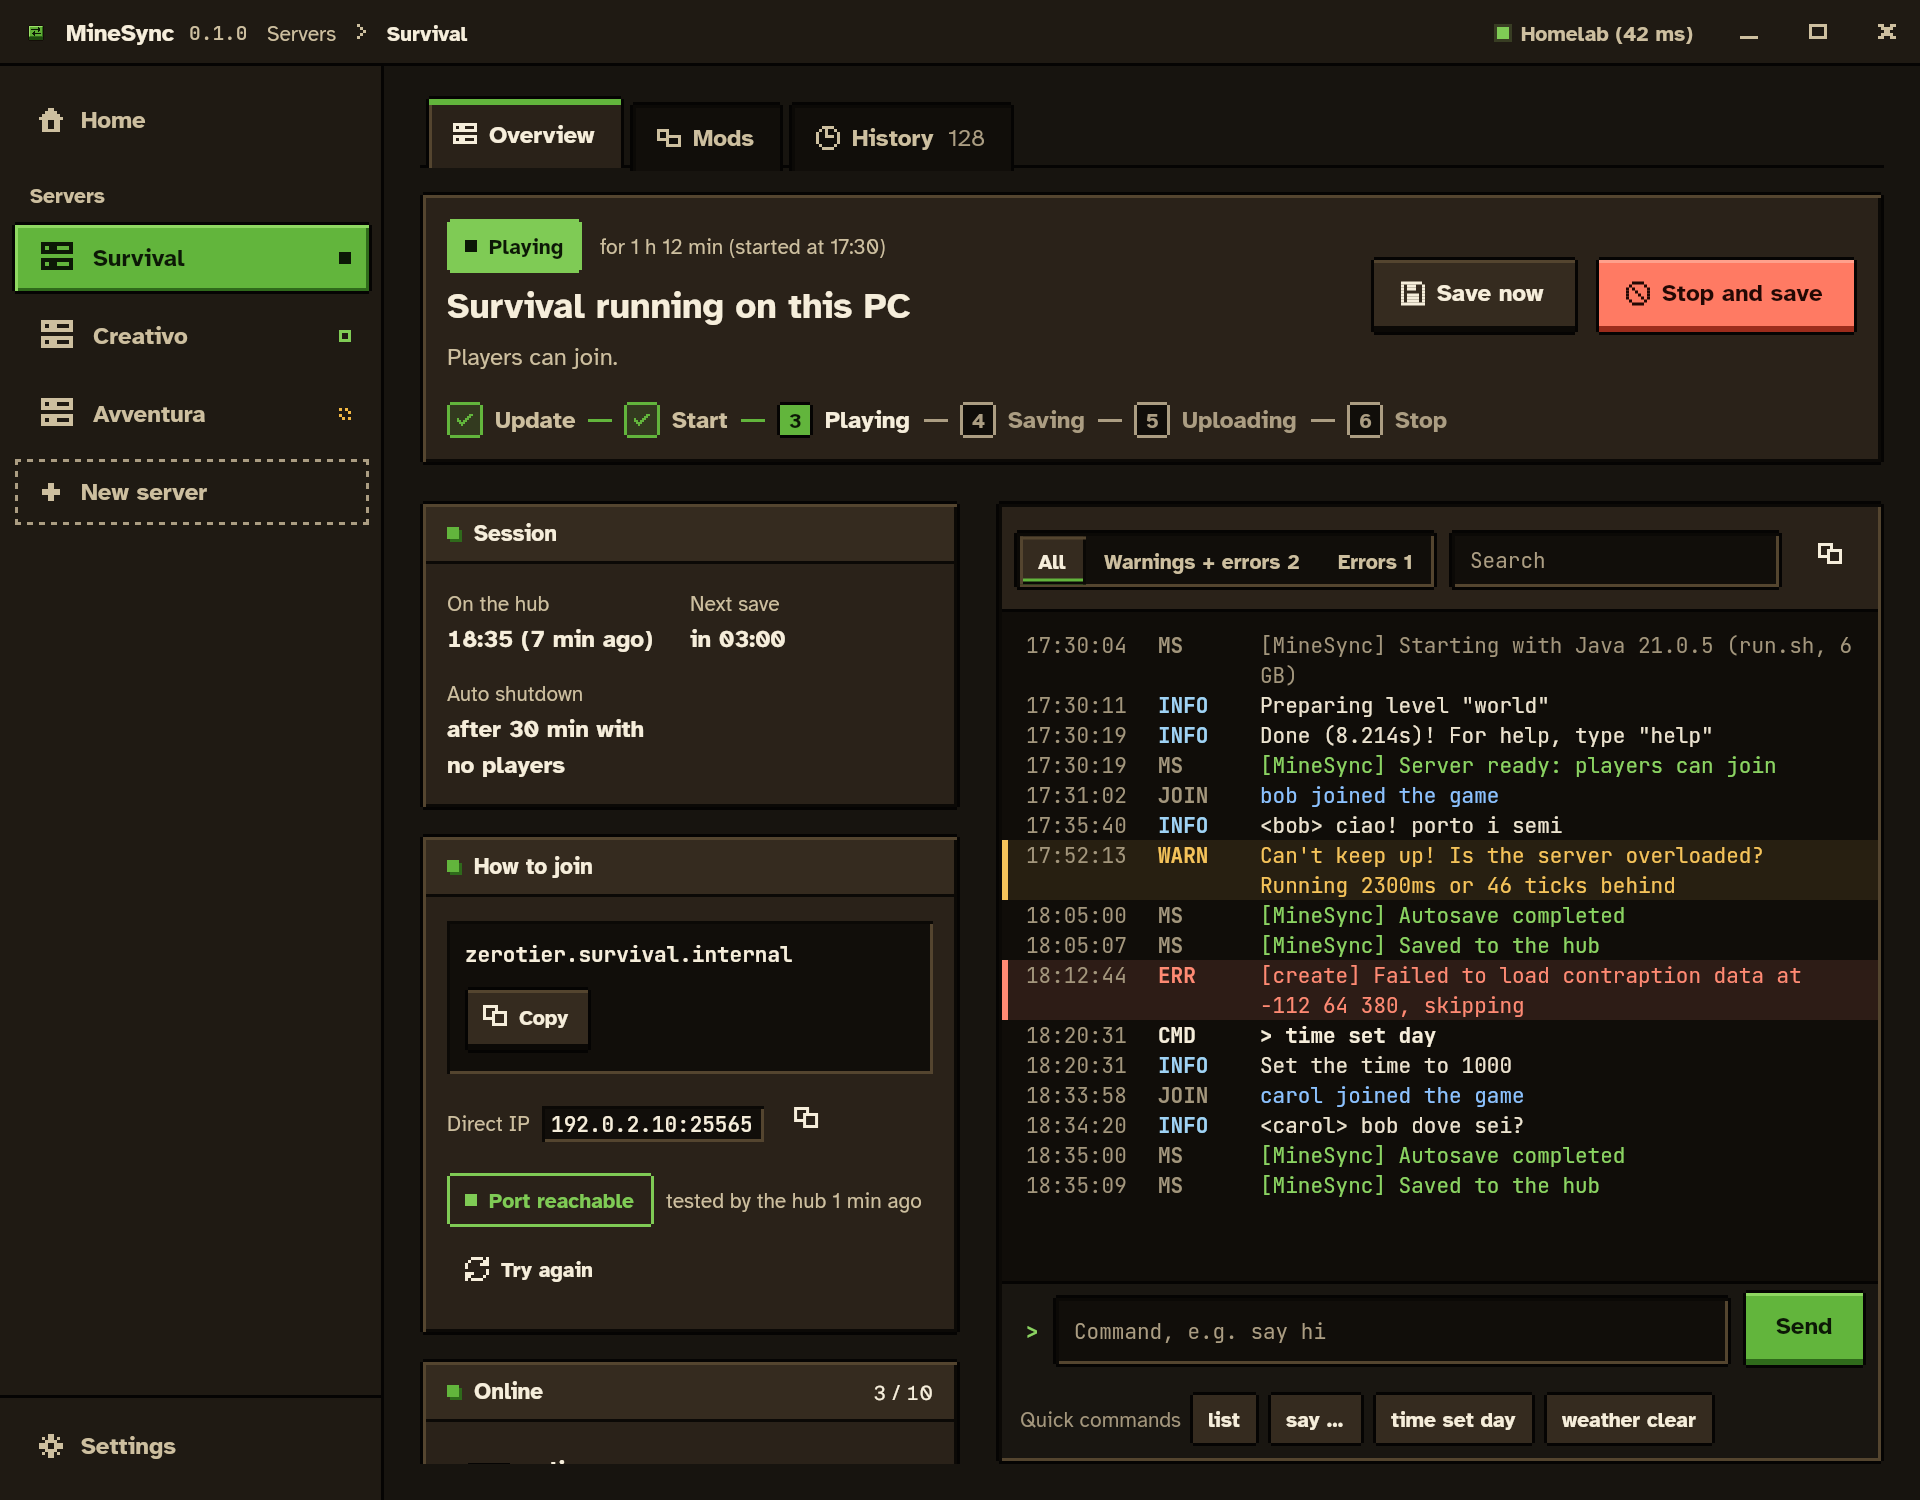 MineSync 0.1.0 Servers > Survival
Homelab (42 ms)
Home
Servers
Survival
Creativo
Avventura
New server
Settings
Overview
Mods
History 128
Playing for 1 h 12 min (started at 17:30)
Survival running on this PC
Players can join.
Save now
Stop and save
Update
Start
3 Playing
4 Saving
5 Uploading
6 Stop
Session
On the hub
18:35 (7 min ago)
Next save
in 03:00
Auto shutdown
after 30 min with
no players
How to join
zerotier.survival.internal
Copy
Direct IP 192.0.2.10:25565
Port reachable tested by the hub 1 min ago
Try again
Online 3 / 10
All
Warnings + errors 2
Errors 1
Search
17:30:04 MS [MineSync] Starting with Java 21.0.5 (run.sh, 6
GB)
17:30:11 INFO Preparing level "world"
17:30:19 INFO Done (8.214s)! For help, type "help"
17:30:19 MS [MineSync] Server ready: players can join
17:31:02 JOIN bob joined the game
17:35:40 INFO <bob> ciao! porto i semi
17:52:13 WARN Can't keep up! Is the server overloaded?
Running 2300ms or 46 ticks behind
18:05:00 MS [MineSync] Autosave completed
18:05:07 MS [MineSync] Saved to the hub
18:12:44 ERR [create] Failed to load contraption data at
-112 64 380, skipping
18:20:31 CMD > time set day
18:20:31 INFO Set the time to 1000
18:33:58 JOIN carol joined the game
18:34:20 INFO <carol> bob dove sei?
18:35:00 MS [MineSync] Autosave completed
18:35:09 MS [MineSync] Saved to the hub
> Command, e.g. say hi
Send
Quick commands
list
say ...
time set day
weather clear